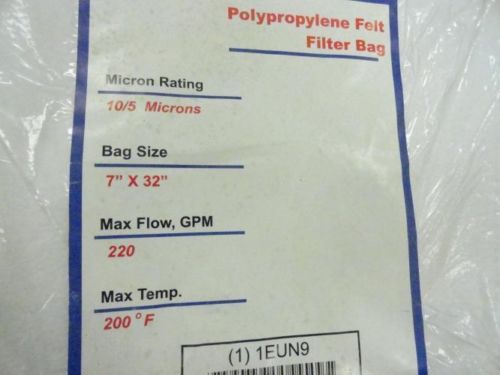 Polypropylene Felt
Filter Bag
Micron Rating
10/5 Microns
Bag Size
7” X 32”
Max Flow, GPM
220
Max Temp.
200°F
(1) 1EUN9